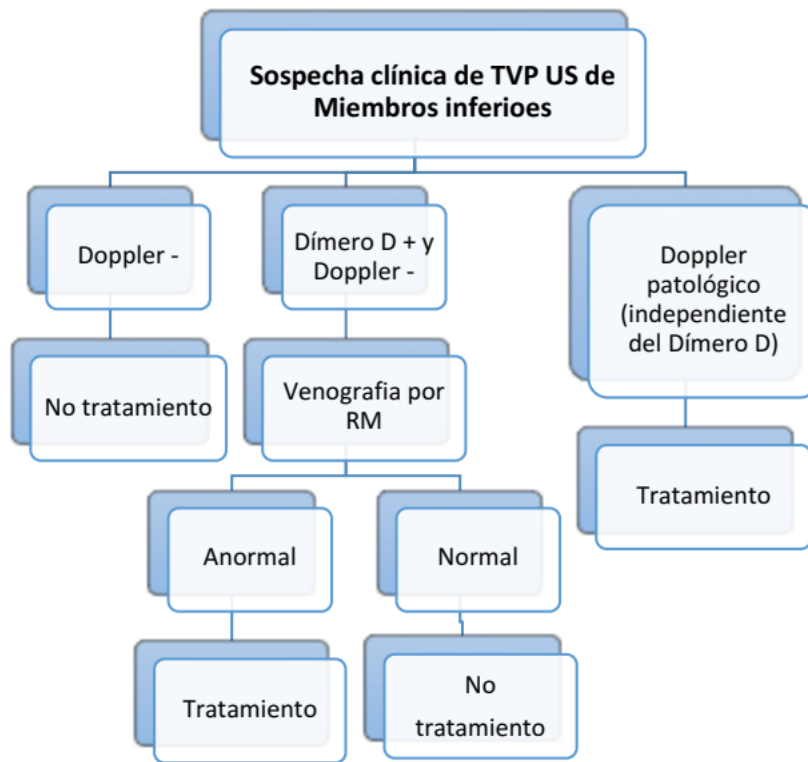 Sospecha clínica de TVP US de
Miembros inferioes
Doppler -
Dímero D + y
Doppler -
Doppler
patológico
(independiente
del Dímero D)
No tratamiento
Venografia por
RM
Tratamiento
Anormal
Normal
Tratamiento
No
tratamiento